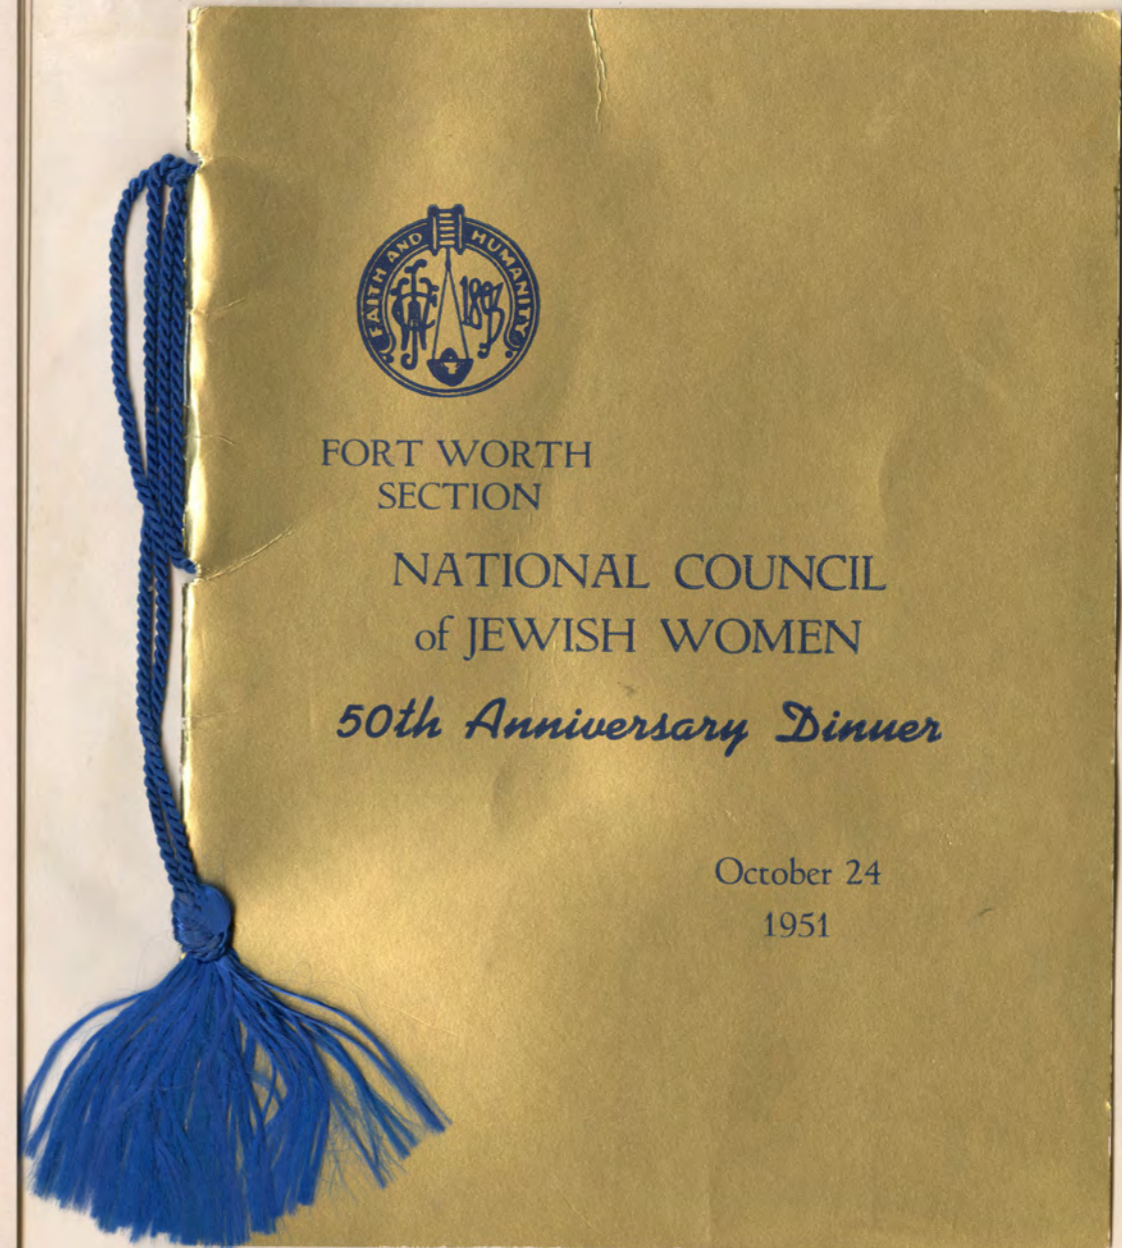 FAITH AND HUMANITY
1893
FORT WORTH
SECTION
NATIONAL COUNCIL
of JEWISH WOMEN
50th Anniversary Dinner
October 24
1951